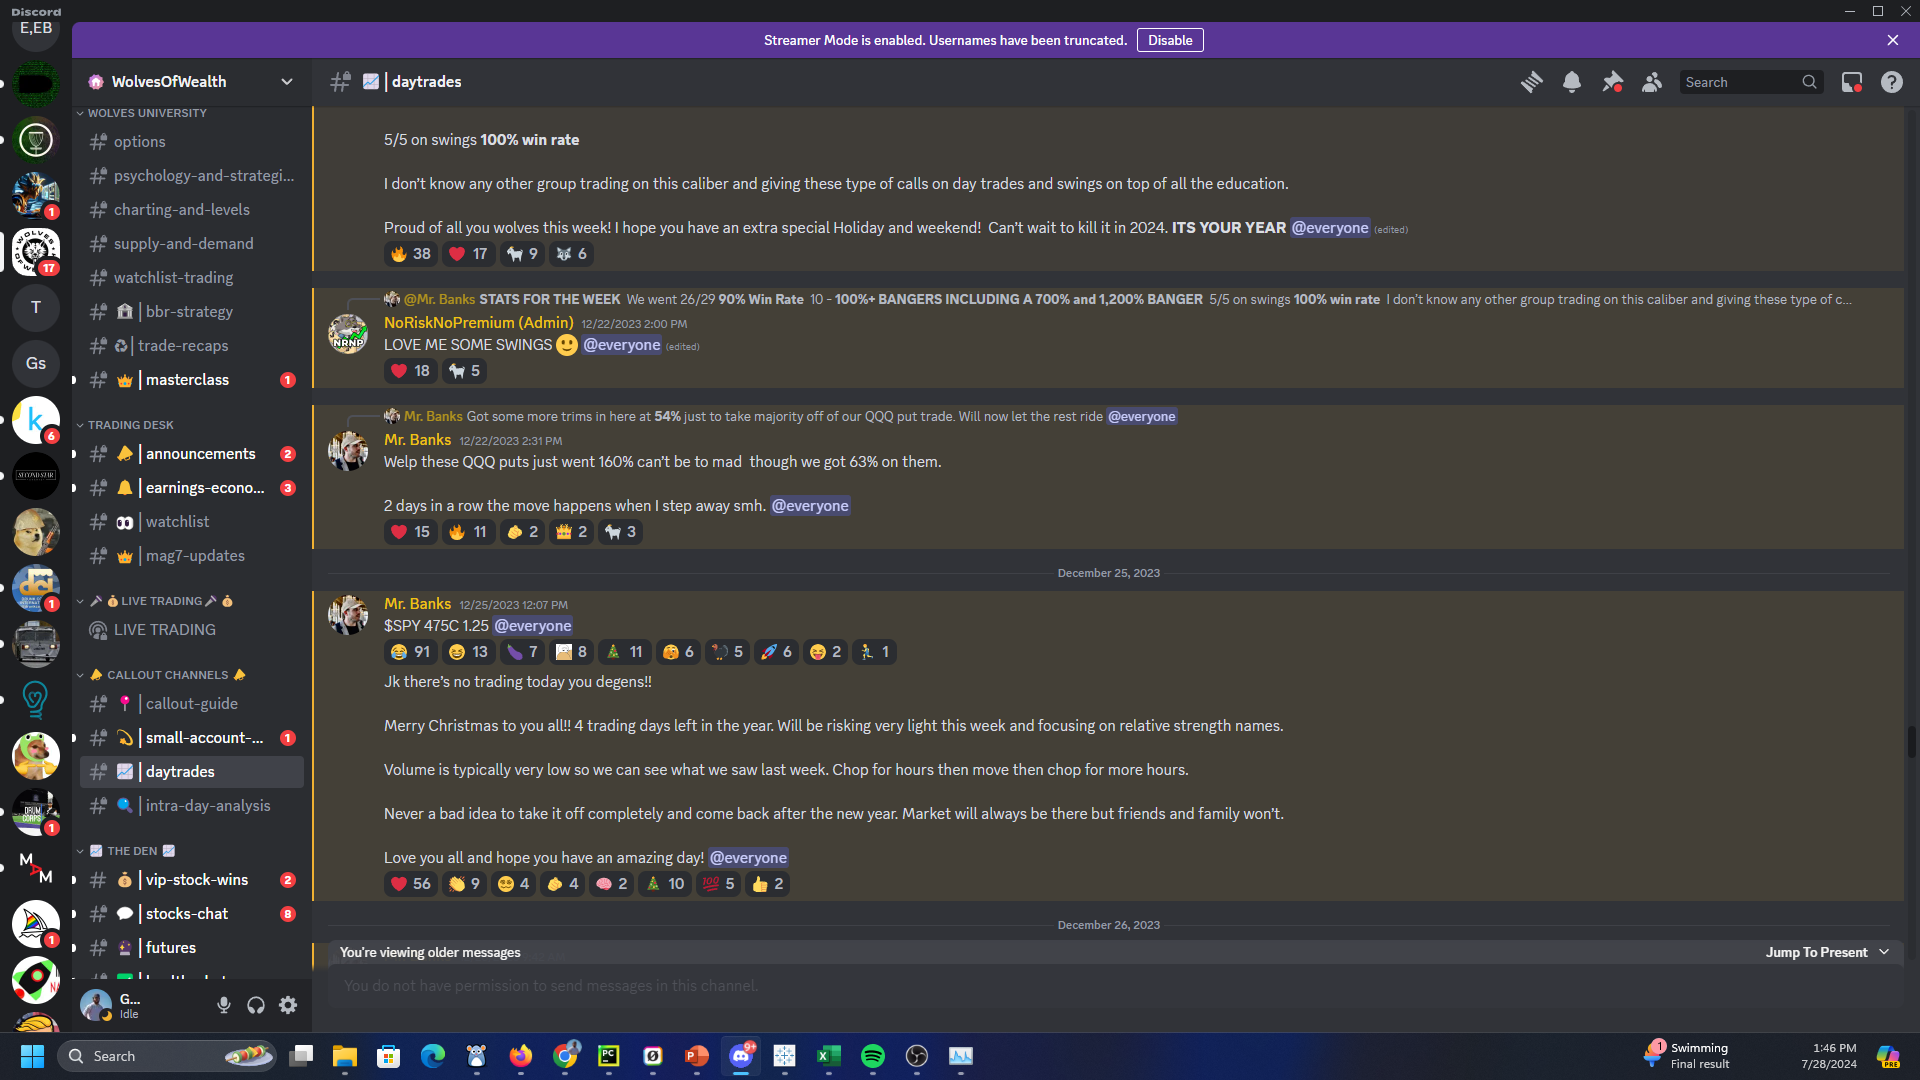 Discord
Streamer Mode is enabled. Usernames have been truncated.
Disable
E,EB
WolvesOfWealth
| daytrades
Search
WOLVES UNIVERSITY
options
psychology-and-strategi...
charting-and-levels
supply-and-demand
watchlist-trading
| bbr-strategy
| trade-recaps
| masterclass
1
TRADING DESK
| announcements
2
| earnings-econo...
3
| watchlist
| mag7-updates
LIVE TRADING
LIVE TRADING
CALLOUT CHANNELS
| callout-guide
| small-account-...
1
| daytrades
| intra-day-analysis
THE DEN
| vip-stock-wins
2
| stocks-chat
8
| futures
1
WOLVES
17
T
Gs
k
6
SECOND STAR
dci
1
DRUM CORPS
1
MAM
1
G...
Idle
5/5 on swings 100% win rate
I don't know any other group trading on this caliber and giving these type of calls on day trades and swings on top of all the education.
Proud of all you wolves this week! I hope you have an extra special Holiday and weekend! Can't wait to kill it in 2024. ITS YOUR YEAR @everyone (edited)
38 17 9 6
@Mr. Banks STATS FOR THE WEEK We went 26/29 90% Win Rate 10 - 100%+ BANGERS INCLUDING A 700% and 1,200% BANGER 5/5 on swings 100% win rate I don't know any other group trading on this caliber and giving these type of c...
NoRiskNoPremium (Admin) 12/22/2023 2:00 PM
NRNP
LOVE ME SOME SWINGS 🙂 @everyone (edited)
18 5
Mr. Banks Got some more trims in here at 54% just to take majority off of our QQQ put trade. Will now let the rest ride @everyone
Mr. Banks 12/22/2023 2:31 PM
Welp these QQQ puts just went 160% can't be to mad though we got 63% on them.
2 days in a row the move happens when I step away smh. @everyone
15 11 2 2 3
December 25, 2023
Mr. Banks 12/25/2023 12:07 PM
$SPY 475C 1.25 @everyone
91 13 7 8 11 6 5 6 2 1
Jk there's no trading today you degens!!
Merry Christmas to you all!! 4 trading days left in the year. Will be risking very light this week and focusing on relative strength names.
Volume is typically very low so we can see what we saw last week. Chop for hours then move then chop for more hours.
Never a bad idea to take it off completely and come back after the new year. Market will always be there but friends and family won't.
Love you all and hope you have an amazing day! @everyone
56 9 4 4 2 10 5 2
December 26, 2023
You're viewing older messages
Jump To Present
You do not have permission to send messages in this channel.
Search
PC
9+
1
Swimming
Final result
1:46 PM
7/28/2024
PRE